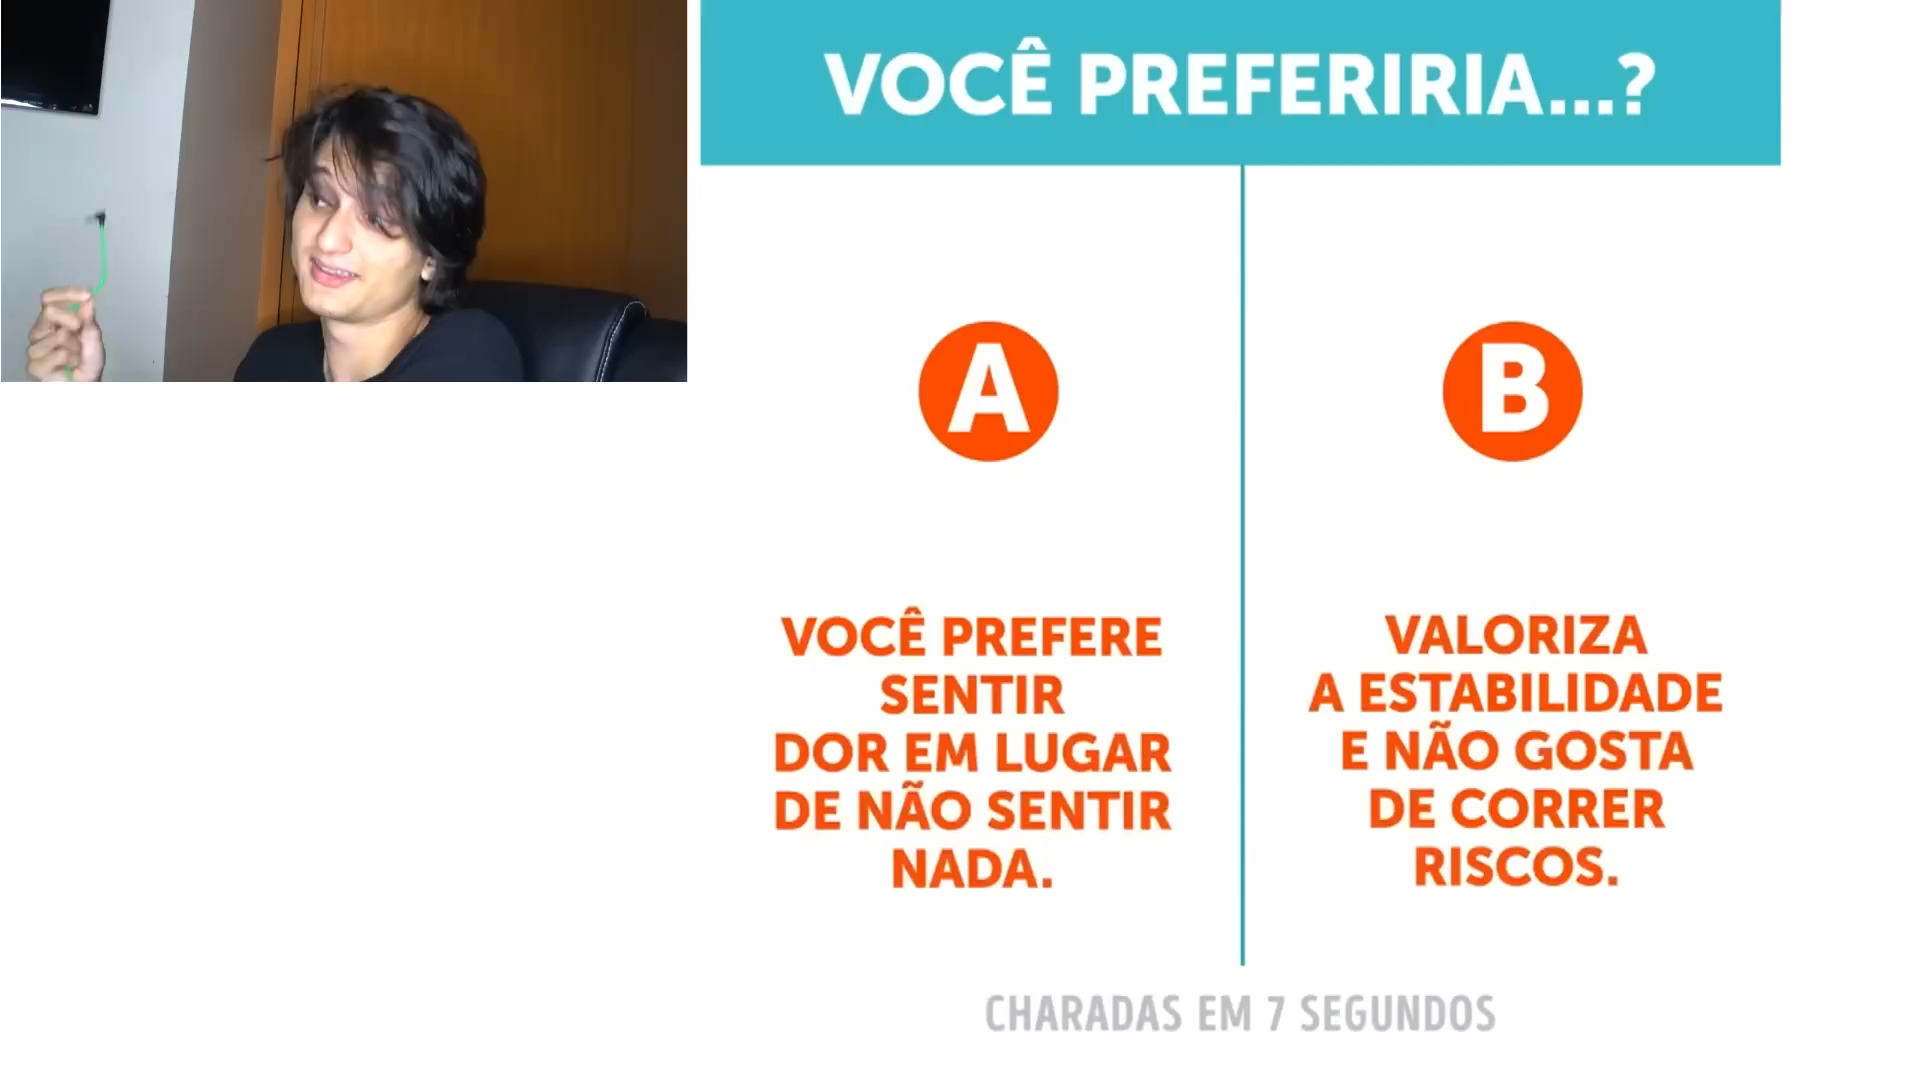 VOCÊ PREFERIRIA...?
A
VOCÊ PREFERE
SENTIR
DOR EM LUGAR
DE NÃO SENTIR
NADA.
B
VALORIZA
A ESTABILIDADE
E NÃO GOSTA
DE CORRER
RISCOS.
CHARADAS EM 7 SEGUNDOS